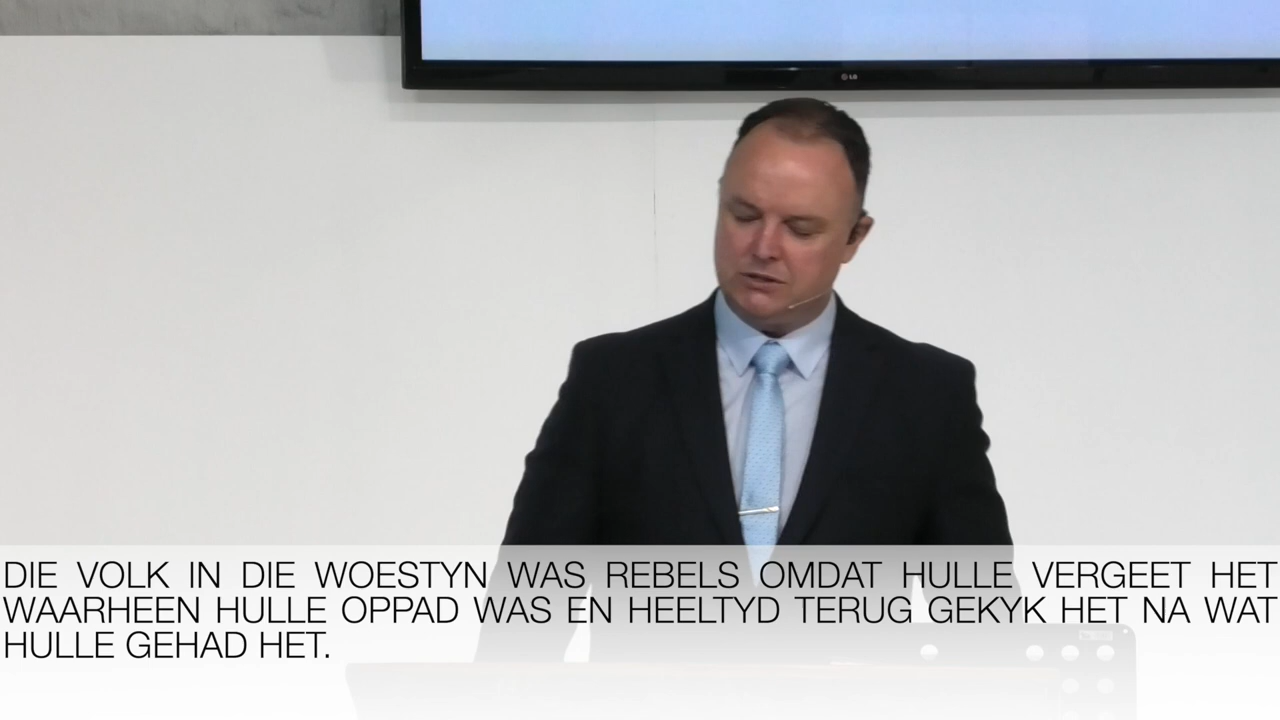 LG
DIE VOLK IN DIE WOESTYN WAS REBELS OMDAT HULLE VERGEET HET
WAARHEEN HULLE OPPAD WAS EN HEELTYD TERUG GEKYK HET NA WAT
HULLE GEHAD HET.